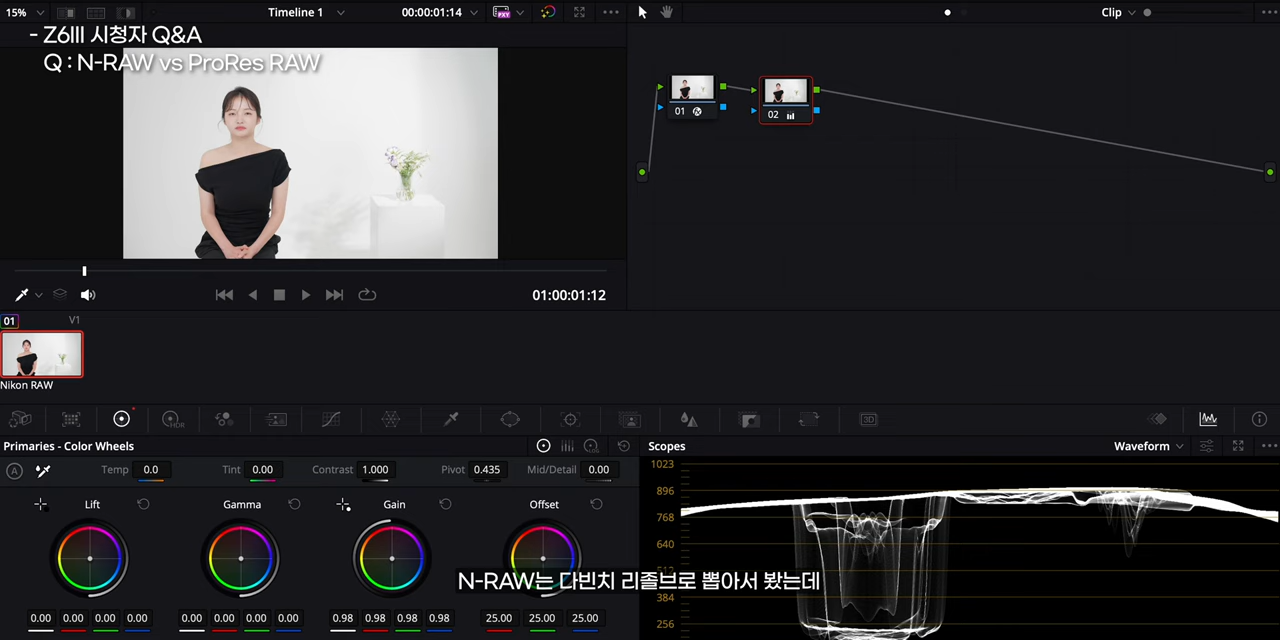 15%
Timeline 1
00:00:01:14
FXY
Clip
- Z6III 시청자 Q&A
Q : N-RAW vs ProRes RAW
01
02
01:00:01:12
01
V1
Nikon RAW
HDR
3D
Primaries - Color Wheels
LOG
Scopes
Waveform
A
Temp 0.0
Tint 0.00
Contrast 1.000
Pivot 0.435
Mid/Detail 0.00
Lift
Gamma
Gain
Offset
0.00 0.00 0.00 0.00
0.00 0.00 0.00 0.00
0.98 0.98 0.98 0.98
25.00 25.00 25.00
1023
896
768
640
384
256
N-RAW는 다빈치 리졸브로 뽑아서 봤는데